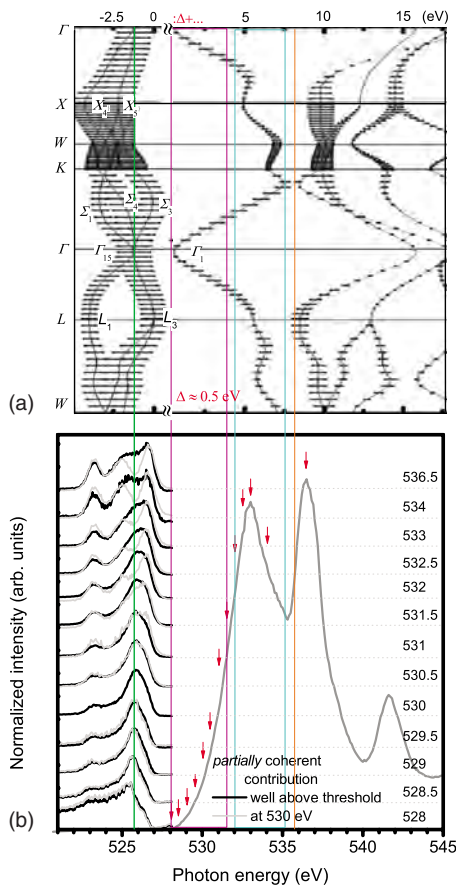 -2.5 0 :Δ+... 5 10 15 (eV)
Γ
X X₄ X₅
W
K
Σ₁ Σ₄ Σ₃
Γ Γ₁₅ Γ₁
L L₁ L₃
W
Δ ≈ 0.5 eV
(a)
Normalized intensity (arb. units)
536.5
534
533
532.5
532
531.5
531
530.5
530
529.5
529
528.5
528
partially coherent
contribution
well above threshold
at 530 eV
(b)
525 530 535 540 545
Photon energy (eV)